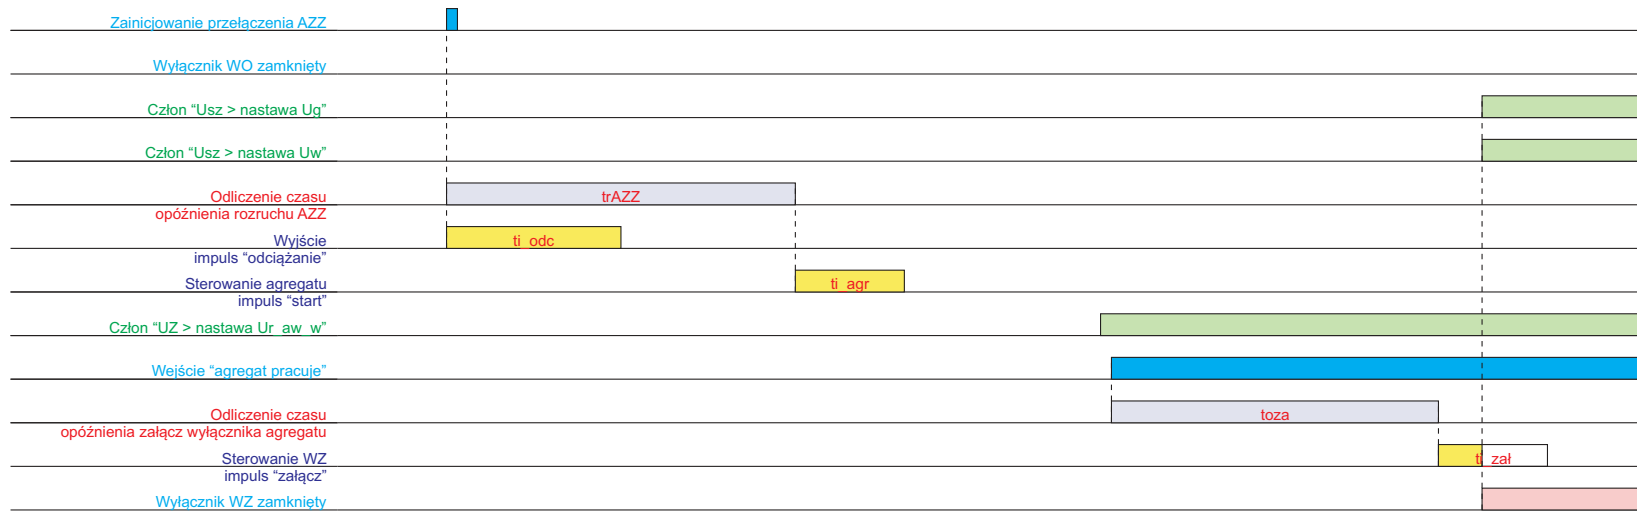 Zainicjowanie przełączenia AZZ
Wyłącznik WO zamknięty
Człon “Usz > nastawa Ug”
Człon “Usz > nastawa Uw”
Odliczenie czasu
opóźnienia rozruchu AZZ
trAZZ
Wyjście
impuls “odciążanie”
ti_odc
Sterowanie agregatu
impuls “start”
ti_agr
Człon “UZ > nastawa Ur_aw_w”
Wejście “agregat pracuje”
Odliczenie czasu
opóźnienia załącz wyłącznika agregatu
toza
Sterowanie WZ
impuls “załącz”
ti_zał
Wyłącznik WZ zamknięty